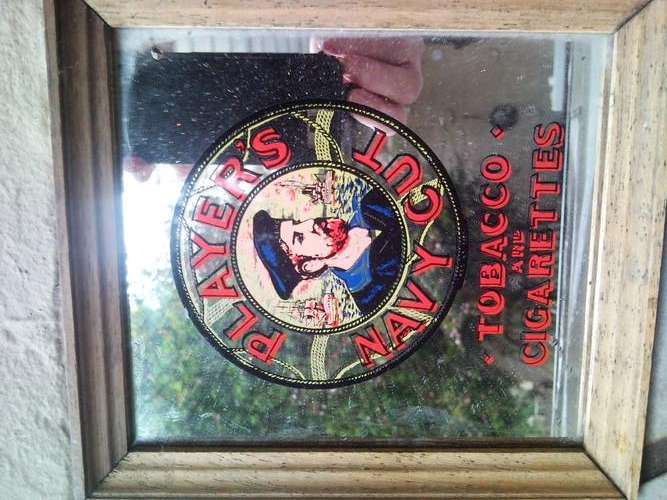 PLAYER'S
NAVY CUT
TOBACCO
AND
CIGARETTES